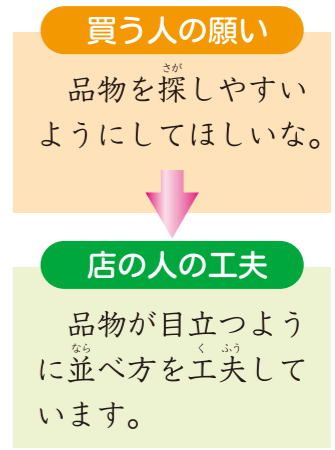 買う人の願い
品物を探しやすい
ようにしてほしいな。
店の人の工夫
品物が目立つよう
に並べ方を工夫して
います。